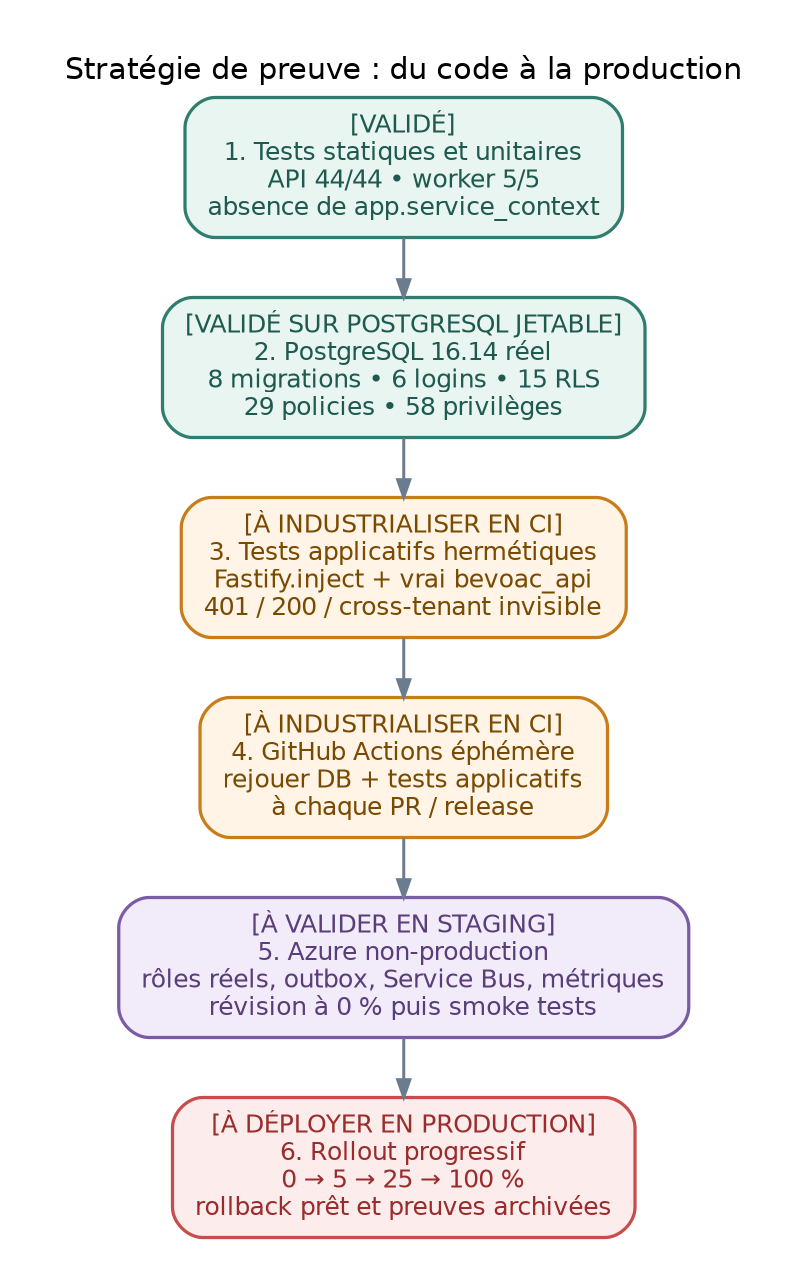 Stratégie de preuve : du code à la production
[VALIDÉ]
1. Tests statiques et unitaires
API 44/44 • worker 5/5
absence de app.service_context
[VALIDÉ SUR POSTGRESQL JETABLE]
2. PostgreSQL 16.14 réel
8 migrations • 6 logins • 15 RLS
29 policies • 58 privilèges
[À INDUSTRIALISER EN CI]
3. Tests applicatifs hermétiques
Fastify.inject + vrai bevoac_api
401 / 200 / cross-tenant invisible
[À INDUSTRIALISER EN CI]
4. GitHub Actions éphémère
rejouer DB + tests applicatifs
à chaque PR / release
[À VALIDER EN STAGING]
5. Azure non-production
rôles réels, outbox, Service Bus, métriques
révision à 0 % puis smoke tests
[À DÉPLOYER EN PRODUCTION]
6. Rollout progressif
0 → 5 → 25 → 100 %
rollback prêt et preuves archivées